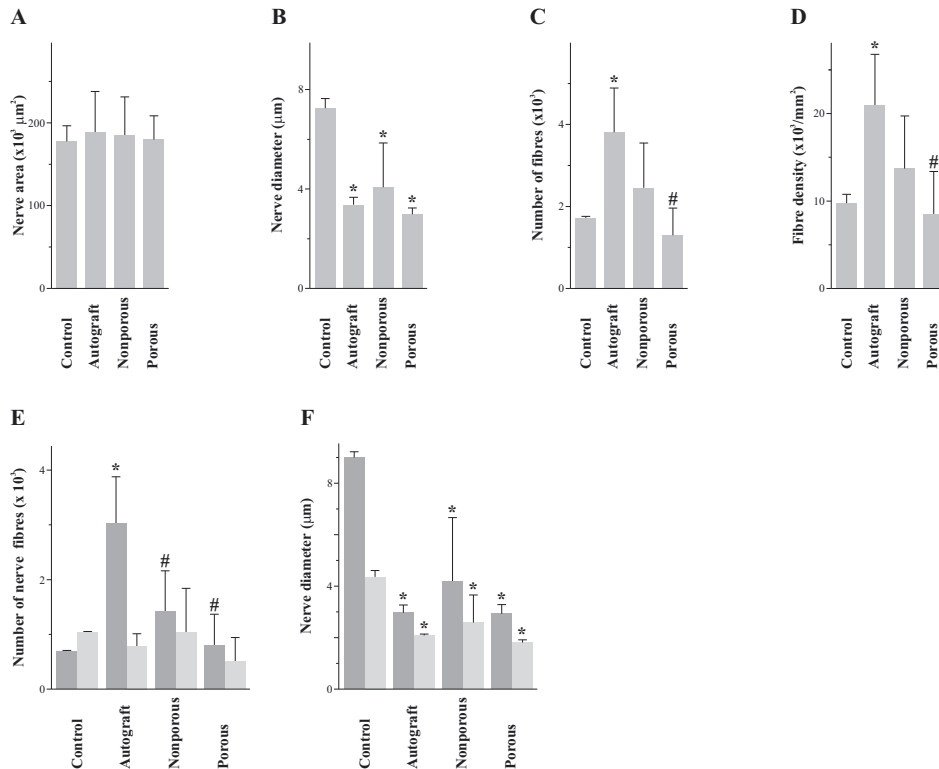 A
Nerve area (x10³ µm²)
200
100
0
Control
Autograft
Nonporous
Porous
B
Nerve diameter (µm)
8
4
0
*
*
*
Control
Autograft
Nonporous
Porous
C
Number of fibres (x10³)
4
2
0
*
#
Control
Autograft
Nonporous
Porous
D
Fibre density (x10³/mm²)
20
10
0
*
#
Control
Autograft
Nonporous
Porous
E
Number of nerve fibres (x 10³)
4
2
0
*
#
#
Control
Autograft
Nonporous
Porous
F
Nerve diameter (µm)
8
4
0
*
*
*
*
*
*
Control
Autograft
Nonporous
Porous